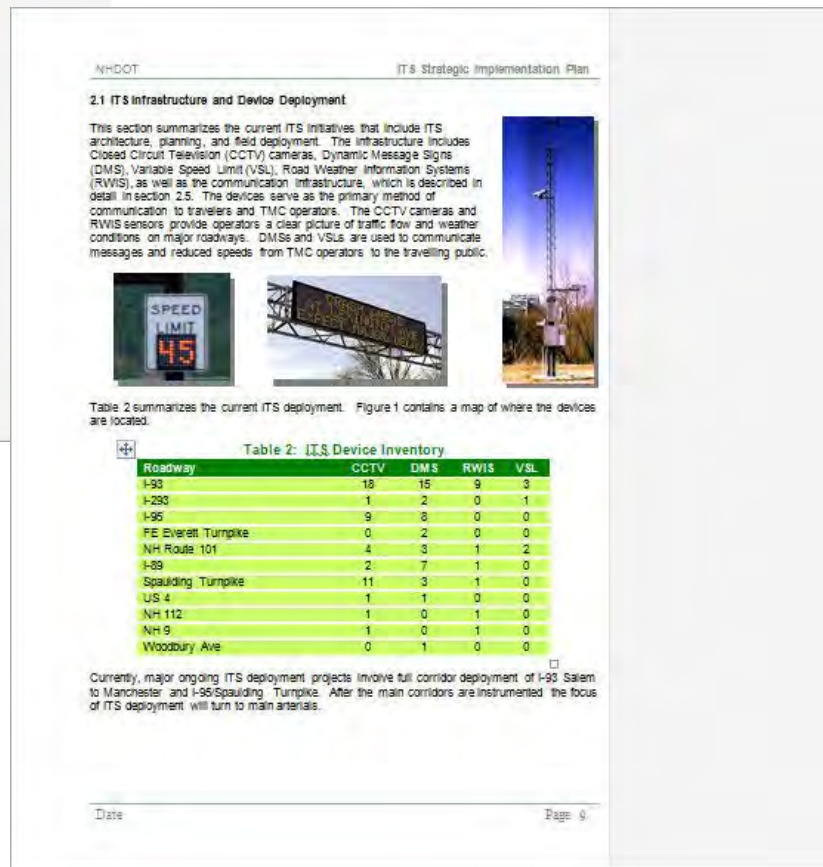 NHDOT ITS Strategic Implementation Plan
2.1 ITS Infrastructure and Device Deployment
This section summarizes the current ITS initiatives that include ITS
architecture, planning, and field deployment. The infrastructure includes
Closed Circuit Television (CCTV) cameras, Dynamic Message Signs
(DMS), Variable Speed Limit (VSL), Road Weather Information Systems
(RWIS), as well as the communication infrastructure, which is described in
detail in section 2.5. The devices serve as the primary method of
communication to travelers and TMC operators. The CCTV cameras and
RWIS sensors provide operators a clear picture of traffic flow and weather
conditions on major roadways. DMSs and VSLs are used to communicate
messages and reduced speeds from TMC operators to the travelling public.
SPEED
LIMIT
45
Table 2 summarizes the current ITS deployment. Figure 1 contains a map of where the devices
are located.
Table 2: ITS Device Inventory
Roadway CCTV DMS RWIS VSL
I-93 18 15 9 3
I-293 1 2 0 1
I-95 9 8 0 0
FE Everett Turnpike 0 2 0 0
NH Route 101 4 3 1 2
I-89 2 7 1 0
Spaulding Turnpike 11 3 1 0
US 4 1 1 0 0
NH 112 1 0 1 0
NH 9 1 0 1 0
Woodbury Ave 0 1 0 0
Currently, major ongoing ITS deployment projects involve full corridor deployment of I-93 Salem
to Manchester and I-95/Spaulding Turnpike. After the main corridors are instrumented the focus
of ITS deployment will turn to main arterials.
Date Page 9